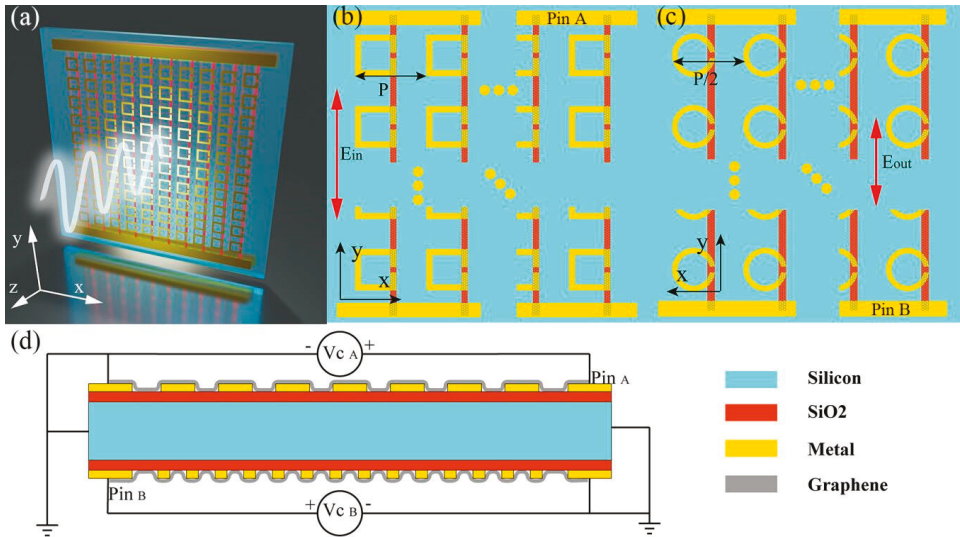 (a)
y
z
x
(b)
Pin A
P
Ein
y
x
(c)
P/2
Eout
y
x
Pin B
(d)
- Vc A +
Pin A
Pin B
+ Vc B -
Silicon
SiO2
Metal
Graphene